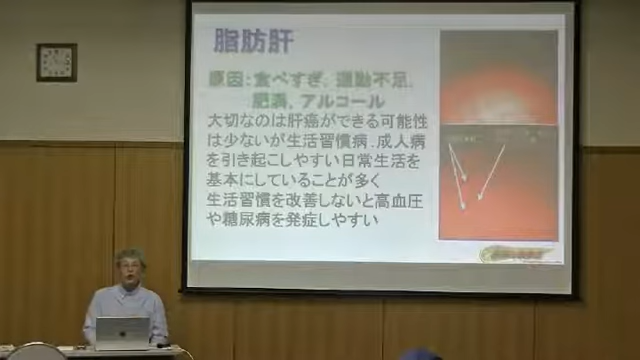 脂肪肝
原因:食べすぎ、運動不足、
肥満、アルコール
大切なのは肝癌ができる可能性
は少ないが生活習慣病、成人病
を引き起こしやすい日常生活を
基本にしていることが多く
生活習慣を改善しないと高血圧
や糖尿病を発症しやすい